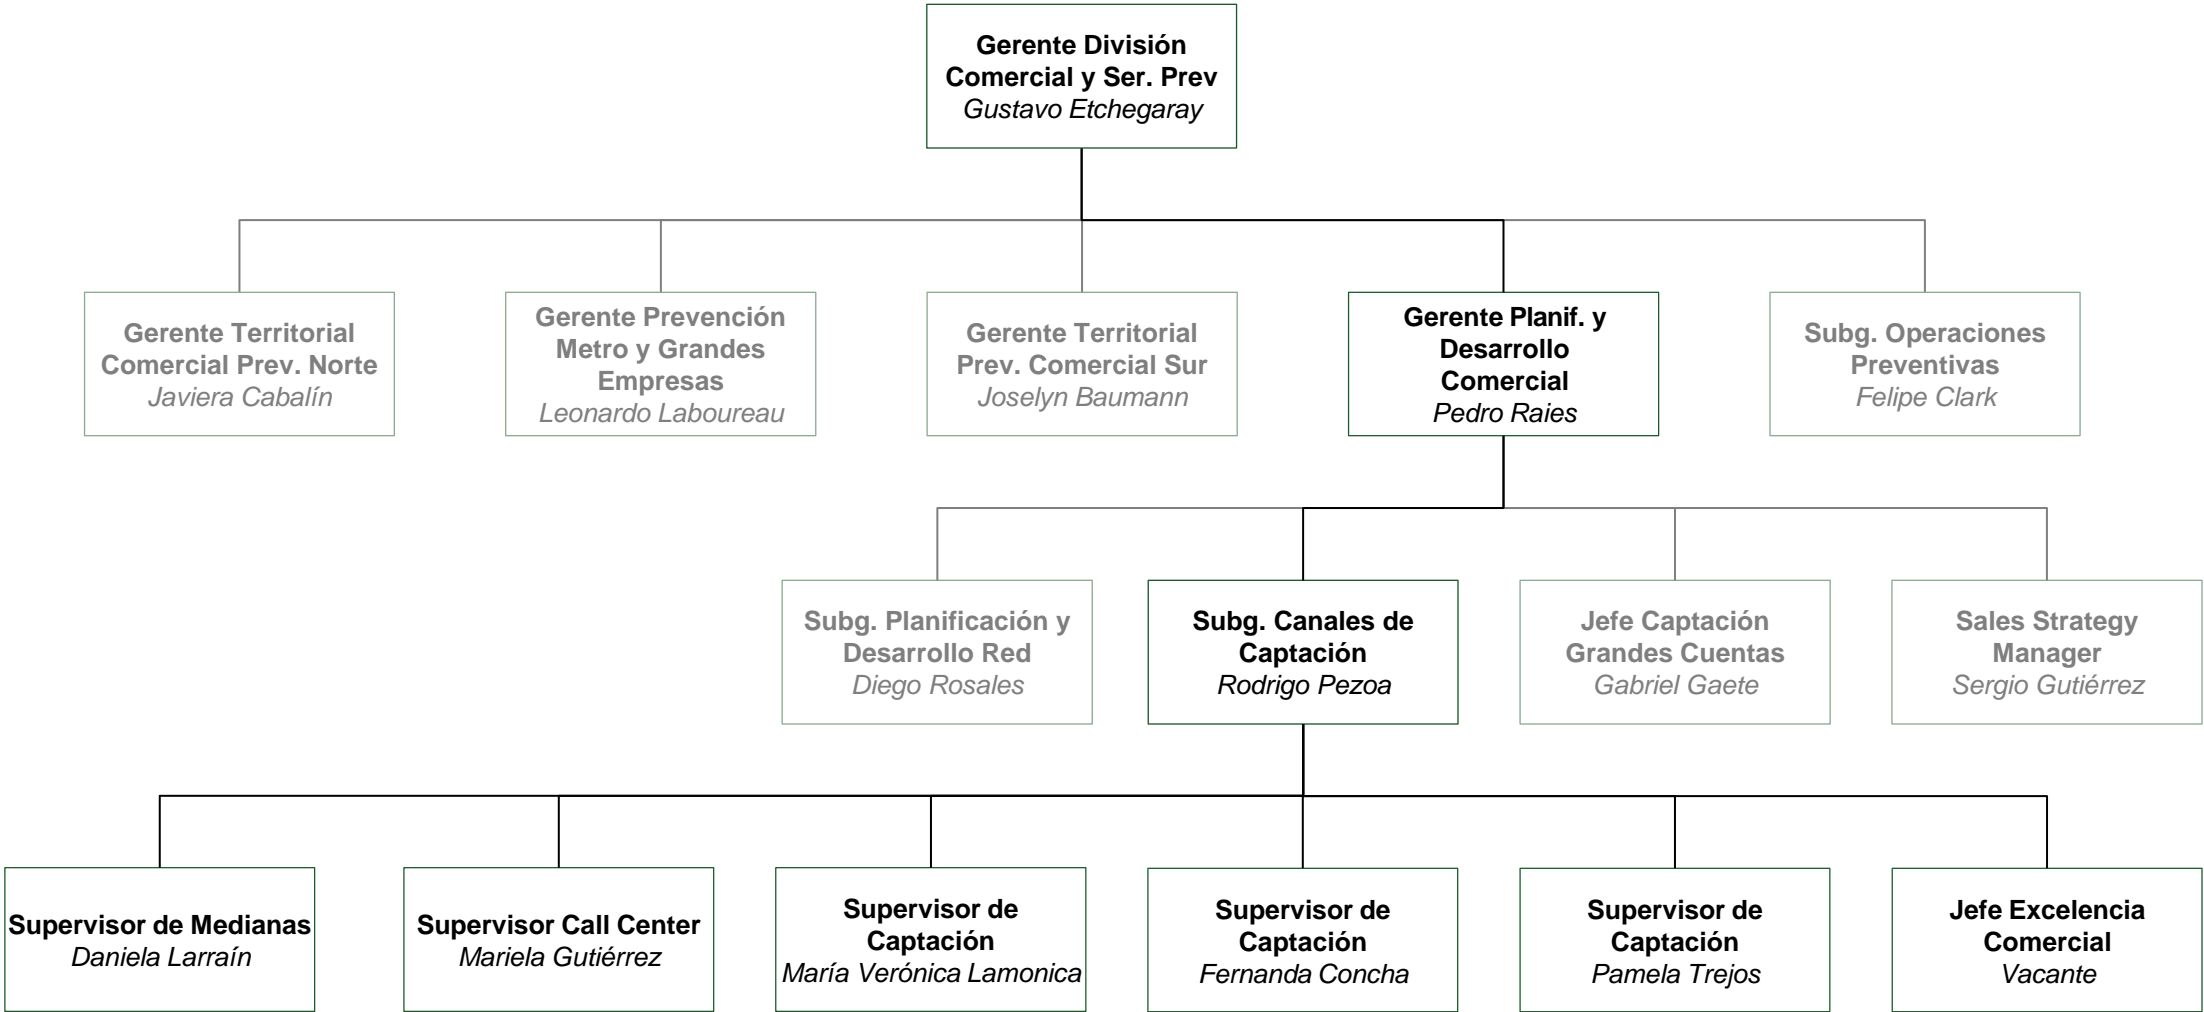 Gerente División
Comercial y Ser. Prev
Gustavo Etchegaray
Gerente Territorial
Comercial Prev. Norte
Javiera Cabalín
Gerente Prevención
Metro y Grandes
Empresas
Leonardo Laboureau
Gerente Territorial
Prev. Comercial Sur
Joselyn Baumann
Gerente Planif. y
Desarrollo
Comercial
Pedro Raies
Subg. Operaciones
Preventivas
Felipe Clark
Subg. Planificación y
Desarrollo Red
Diego Rosales
Subg. Canales de
Captación
Rodrigo Pezoa
Jefe Captación
Grandes Cuentas
Gabriel Gaete
Sales Strategy
Manager
Sergio Gutiérrez
Supervisor de Medianas
Daniela Larraín
Supervisor Call Center
Mariela Gutiérrez
Supervisor de
Captación
María Verónica Lamonica
Supervisor de
Captación
Fernanda Concha
Supervisor de
Captación
Pamela Trejos
Jefe Excelencia
Comercial
Vacante